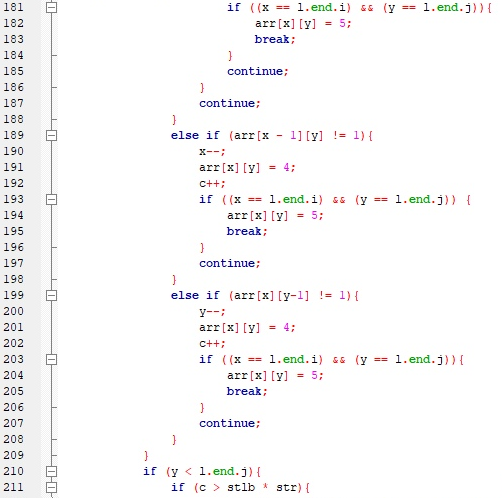 181 if ((x == l.end.i) && (y == l.end.j)){
182 arr[x][y] = 5;
183 break;
184 }
185 continue;
186 }
187 continue;
188 }
189 else if (arr[x - 1][y] != 1){
190 x--;
191 arr[x][y] = 4;
192 c++;
193 if ((x == l.end.i) && (y == l.end.j)) {
194 arr[x][y] = 5;
195 break;
196 }
197 continue;
198 }
199 else if (arr[x][y-1] != 1){
200 y--;
201 arr[x][y] = 4;
202 c++;
203 if ((x == l.end.i) && (y == l.end.j)){
204 arr[x][y] = 5;
205 break;
206 }
207 continue;
208 }
209 }
210 if (y < l.end.j){
211 if (c > stlb * str){